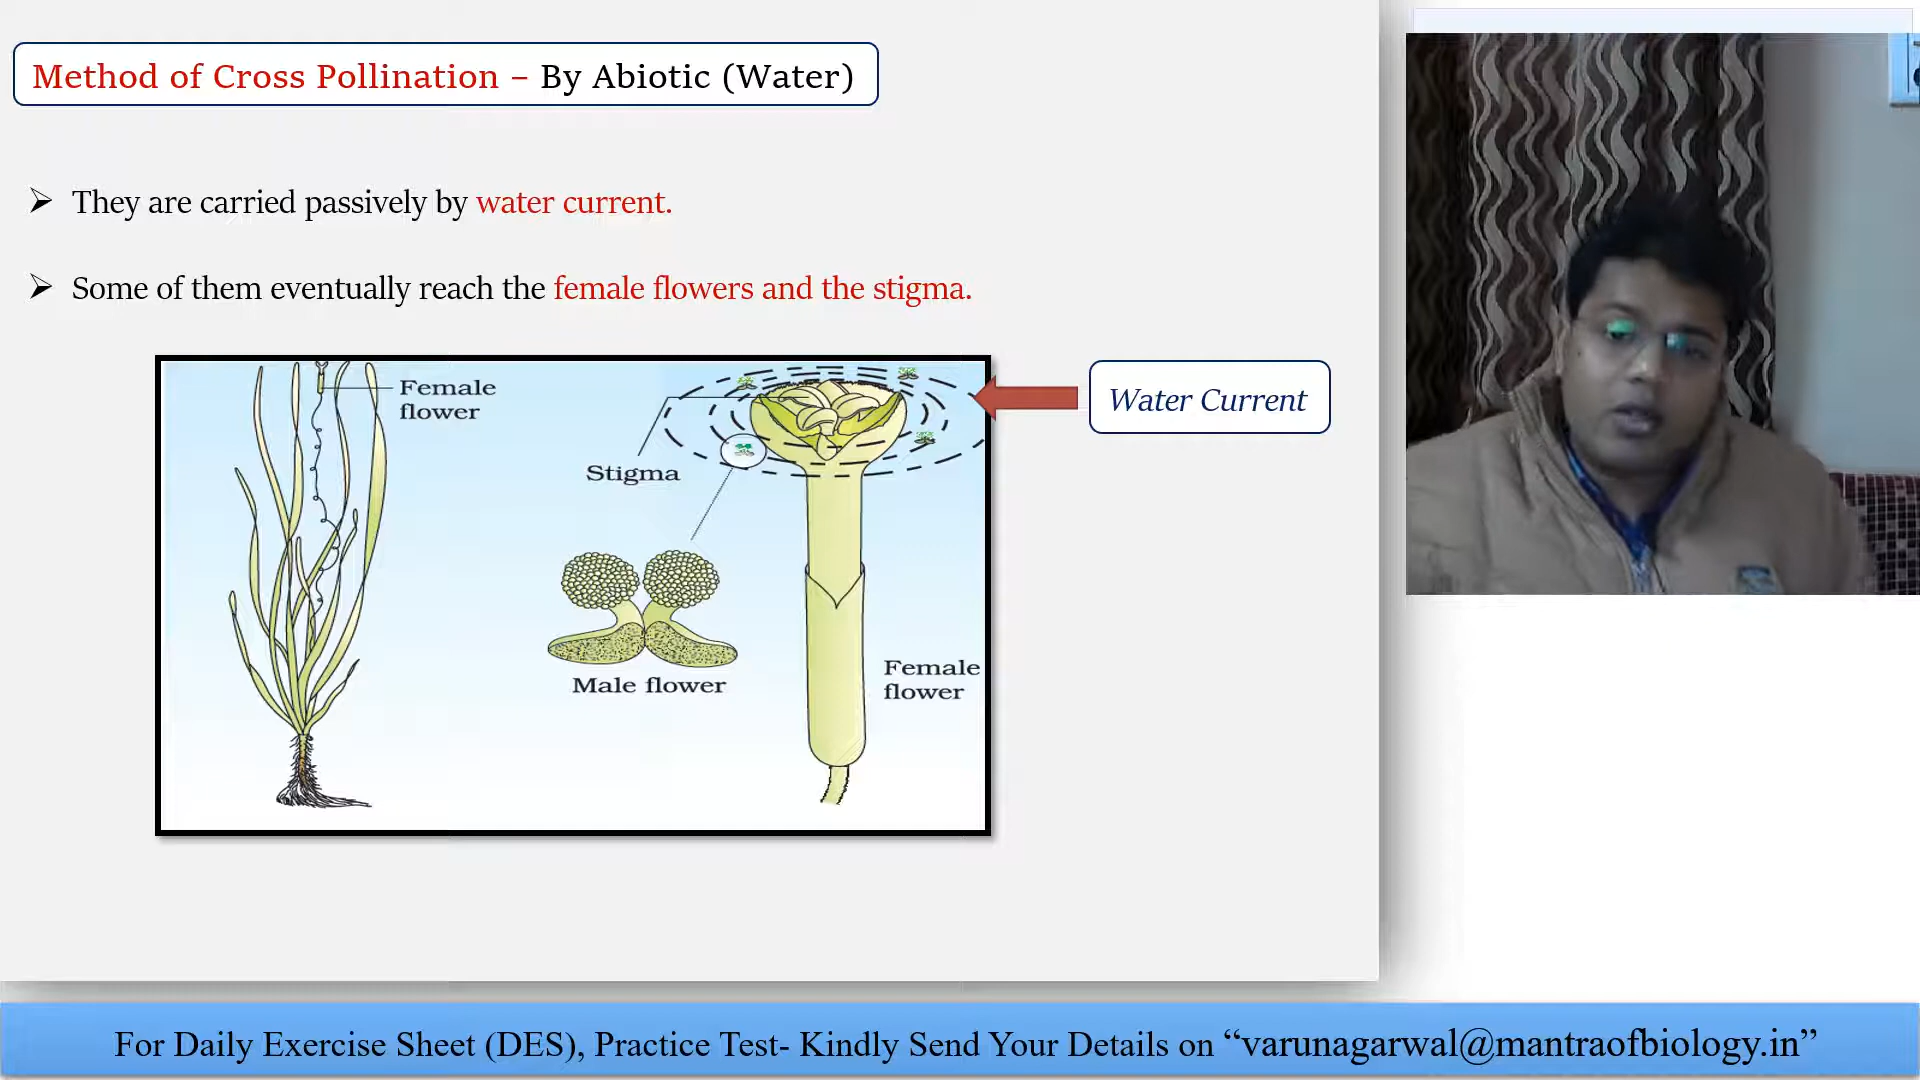 Method of Cross Pollination – By Abiotic (Water)
They are carried passively by water current.
Some of them eventually reach the female flowers and the stigma.
Female
flower
Water Current
Stigma
Male flower
Female
flower
For Daily Exercise Sheet (DES), Practice Test- Kindly Send Your Details on “varunagarwal@mantraofbiology.in”